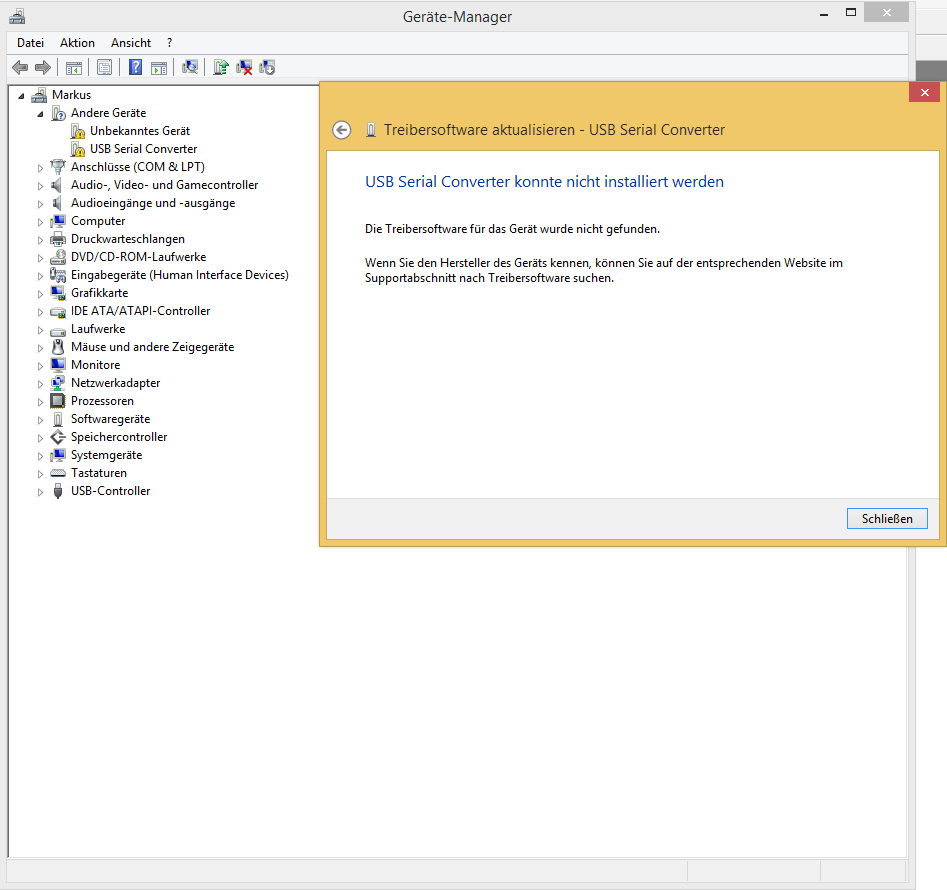 Geräte-Manager
Datei Aktion Ansicht ?
Markus
Andere Geräte
Unbekanntes Gerät
USB Serial Converter
Anschlüsse (COM & LPT)
Audio-, Video- und Gamecontroller
Audioeingänge und -ausgänge
Computer
Druckwarteschlangen
DVD/CD-ROM-Laufwerke
Eingabegeräte (Human Interface Devices)
Grafikkarte
IDE ATA/ATAPI-Controller
Laufwerke
Mäuse und andere Zeigegeräte
Monitore
Netzwerkadapter
Prozessoren
Softwaregeräte
Speichercontroller
Systemgeräte
Tastaturen
USB-Controller
Treibersoftware aktualisieren - USB Serial Converter
USB Serial Converter konnte nicht installiert werden
Die Treibersoftware für das Gerät wurde nicht gefunden.
Wenn Sie den Hersteller des Geräts kennen, können Sie auf der entsprechenden Website im
Supportabschnitt nach Treibersoftware suchen.
Schließen